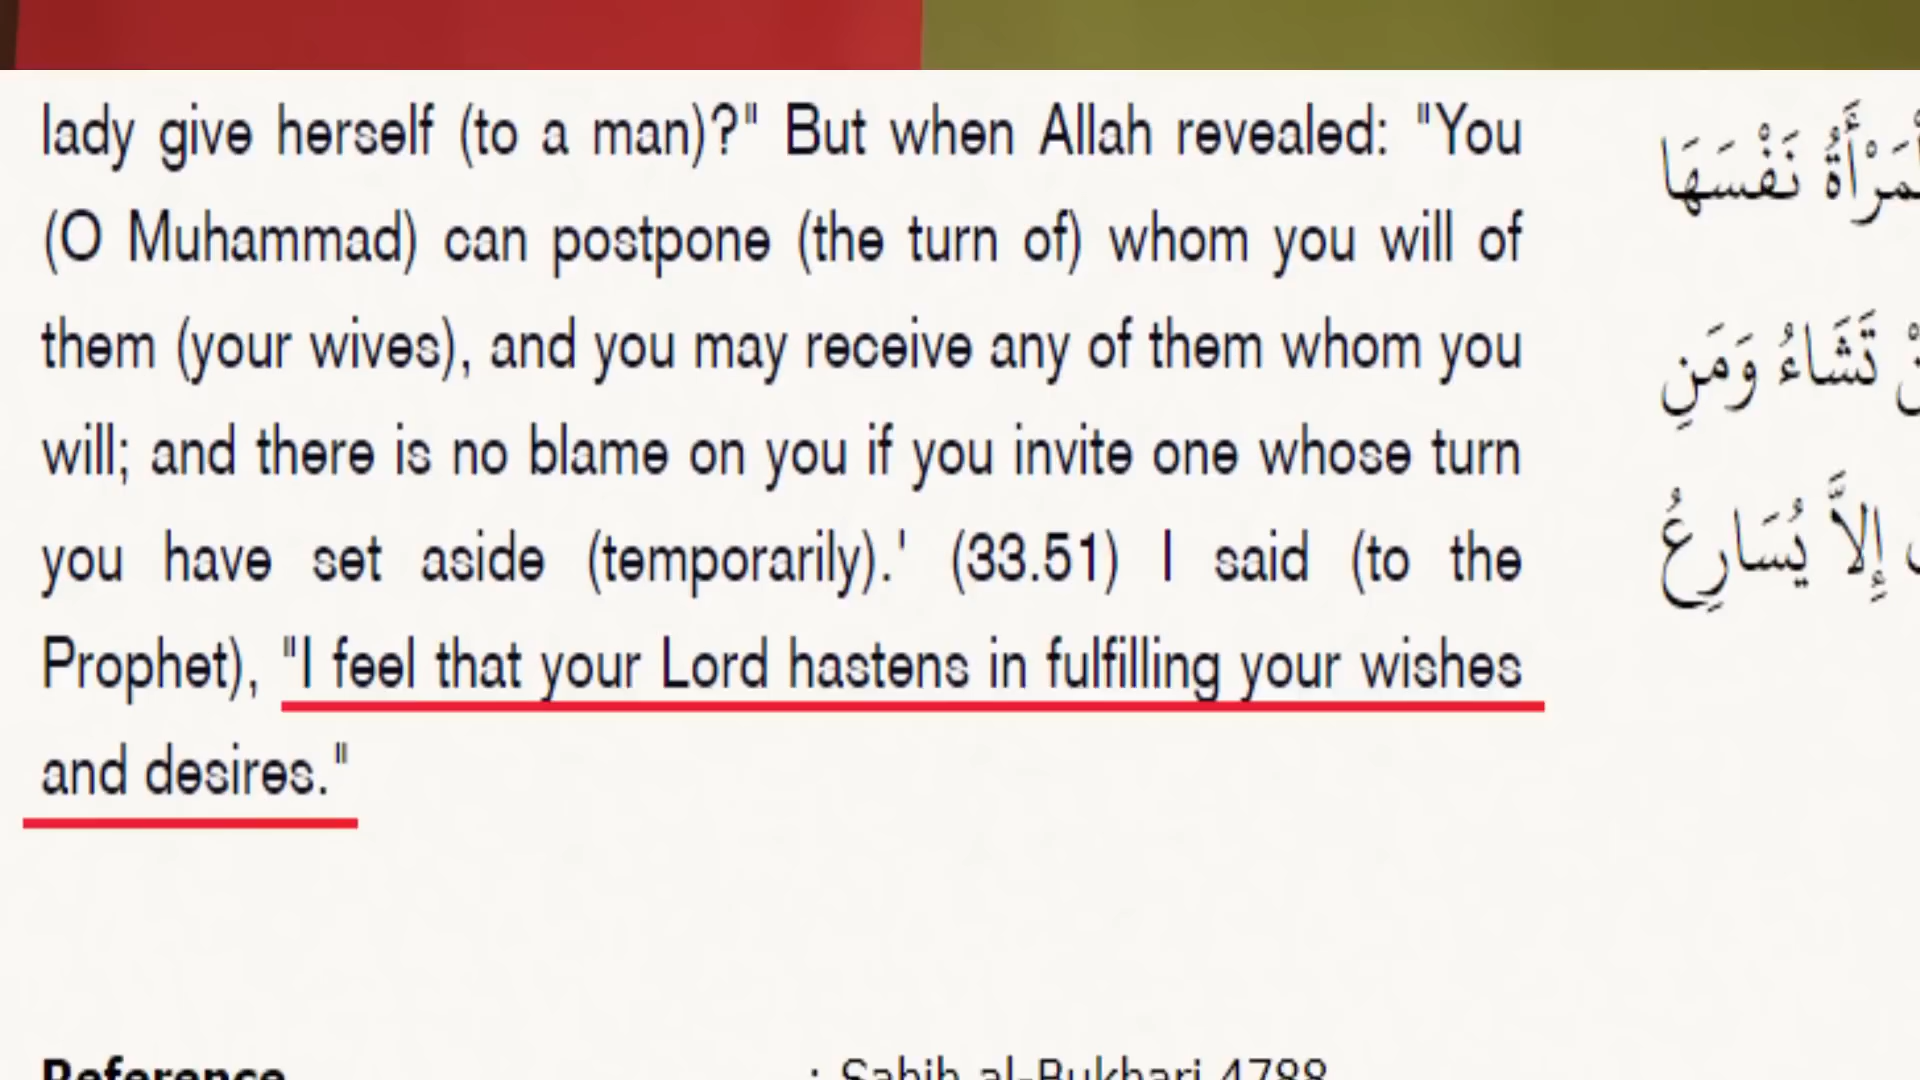 lady give herself (to a man)?" But when Allah revealed: "You
(O Muhammad) can postpone (the turn of) whom you will of
them (your wives), and you may receive any of them whom you
will; and there is no blame on you if you invite one whose turn
you have set aside (temporarily).' (33.51) I said (to the
Prophet), "I feel that your Lord hastens in fulfilling your wishes
and desires."
نَفْسَهَا
تَشَاءُ وَمَنِ
إِلاَّ يُسَارِعُ
Reference : Sahih al-Bukhari 4788